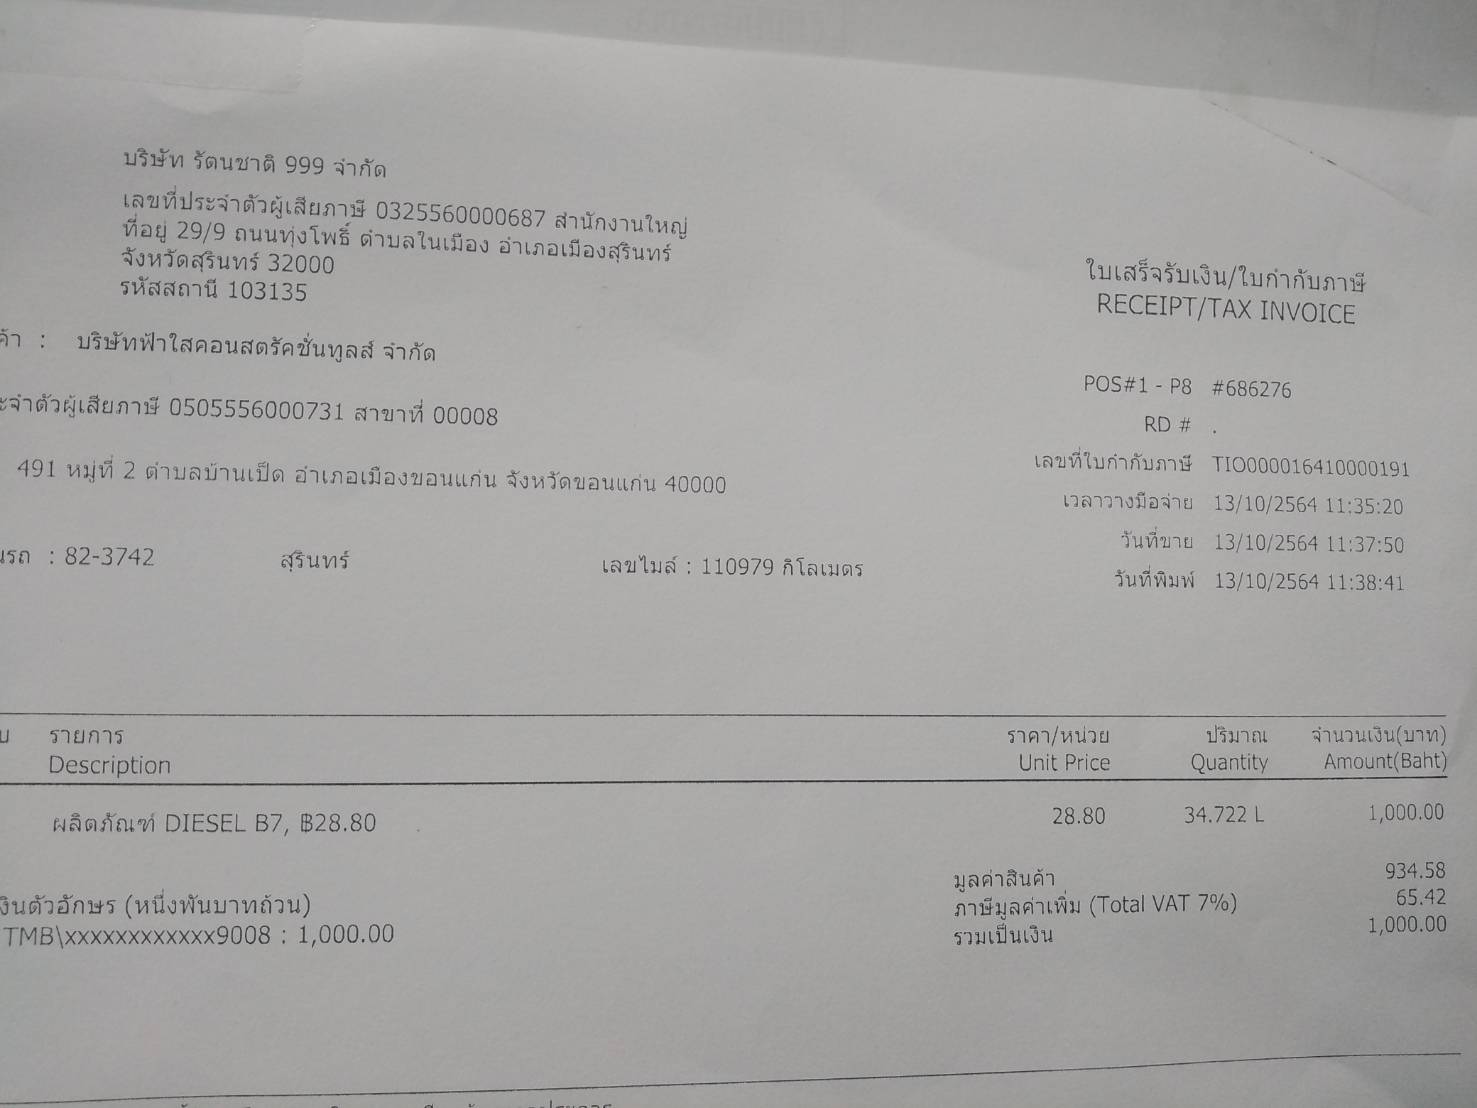 บริษัท รัตนชาติ 999 จำกัด
เลขที่ประจำตัวผู้เสียภาษี 0325560000687 สำนักงานใหญ่
ที่อยู่ 29/9 ถนนทุ่งโพธิ์ ตำบลในเมือง อำเภอเมืองสุรินทร์
จังหวัดสุรินทร์ 32000
รหัสสถานี 103135
ใบเสร็จรับเงิน/ใบกำกับภาษี
RECEIPT/TAX INVOICE
ค้า : บริษัทฟ้าใสคอนสตรัคชั่นทูลส์ จำกัด
POS#1 - P8 #686276
ะจำตัวผู้เสียภาษี 0505556000731 สาขาที่ 00008
RD # .
491 หมู่ที่ 2 ตำบลบ้านเป็ด อำเภอเมืองขอนแก่น จังหวัดขอนแก่น 40000
เลขที่ใบกำกับภาษี TIO000016410000191
เวลาวางมือจ่าย 13/10/2564 11:35:20
วันที่ขาย 13/10/2564 11:37:50
นรถ : 82-3742 สุรินทร์ เลขไมล์ : 110979 กิโลเมตร
วันที่พิมพ์ 13/10/2564 11:38:41
บ รายการ ราคา/หน่วย ปริมาณ จำนวนเงิน(บาท)
Description Unit Price Quantity Amount(Baht)
ผลิตภัณฑ์ DIESEL B7, ฿28.80 28.80 34.722 L 1,000.00
มูลค่าสินค้า 934.58
งินตัวอักษร (หนึ่งพันบาทถ้วน) ภาษีมูลค่าเพิ่ม (Total VAT 7%) 65.42
TMB\xxxxxxxxxxxx9008 : 1,000.00 รวมเป็นเงิน 1,000.00